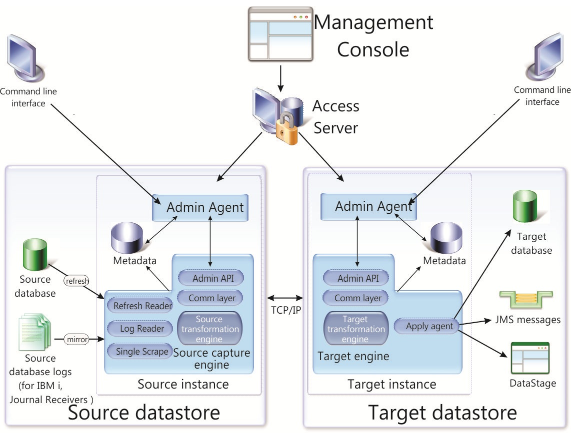 Management
Console
Command line
interface
Access
Server
Command line
interface
Admin Agent
Metadata
Source
database
refresh
Admin API
Comm layer
Refresh Reader
Log Reader
Single Scrape
Source
transformation
engine
Source capture
engine
mirror
Source
database logs
(for IBM i,
Journal Receivers )
Source instance
Source datastore
TCP/IP
Admin Agent
Metadata
Admin API
Comm layer
Target
transformation
engine
Apply agent
Target engine
Target instance
Target
database
JMS messages
DataStage
Target datastore